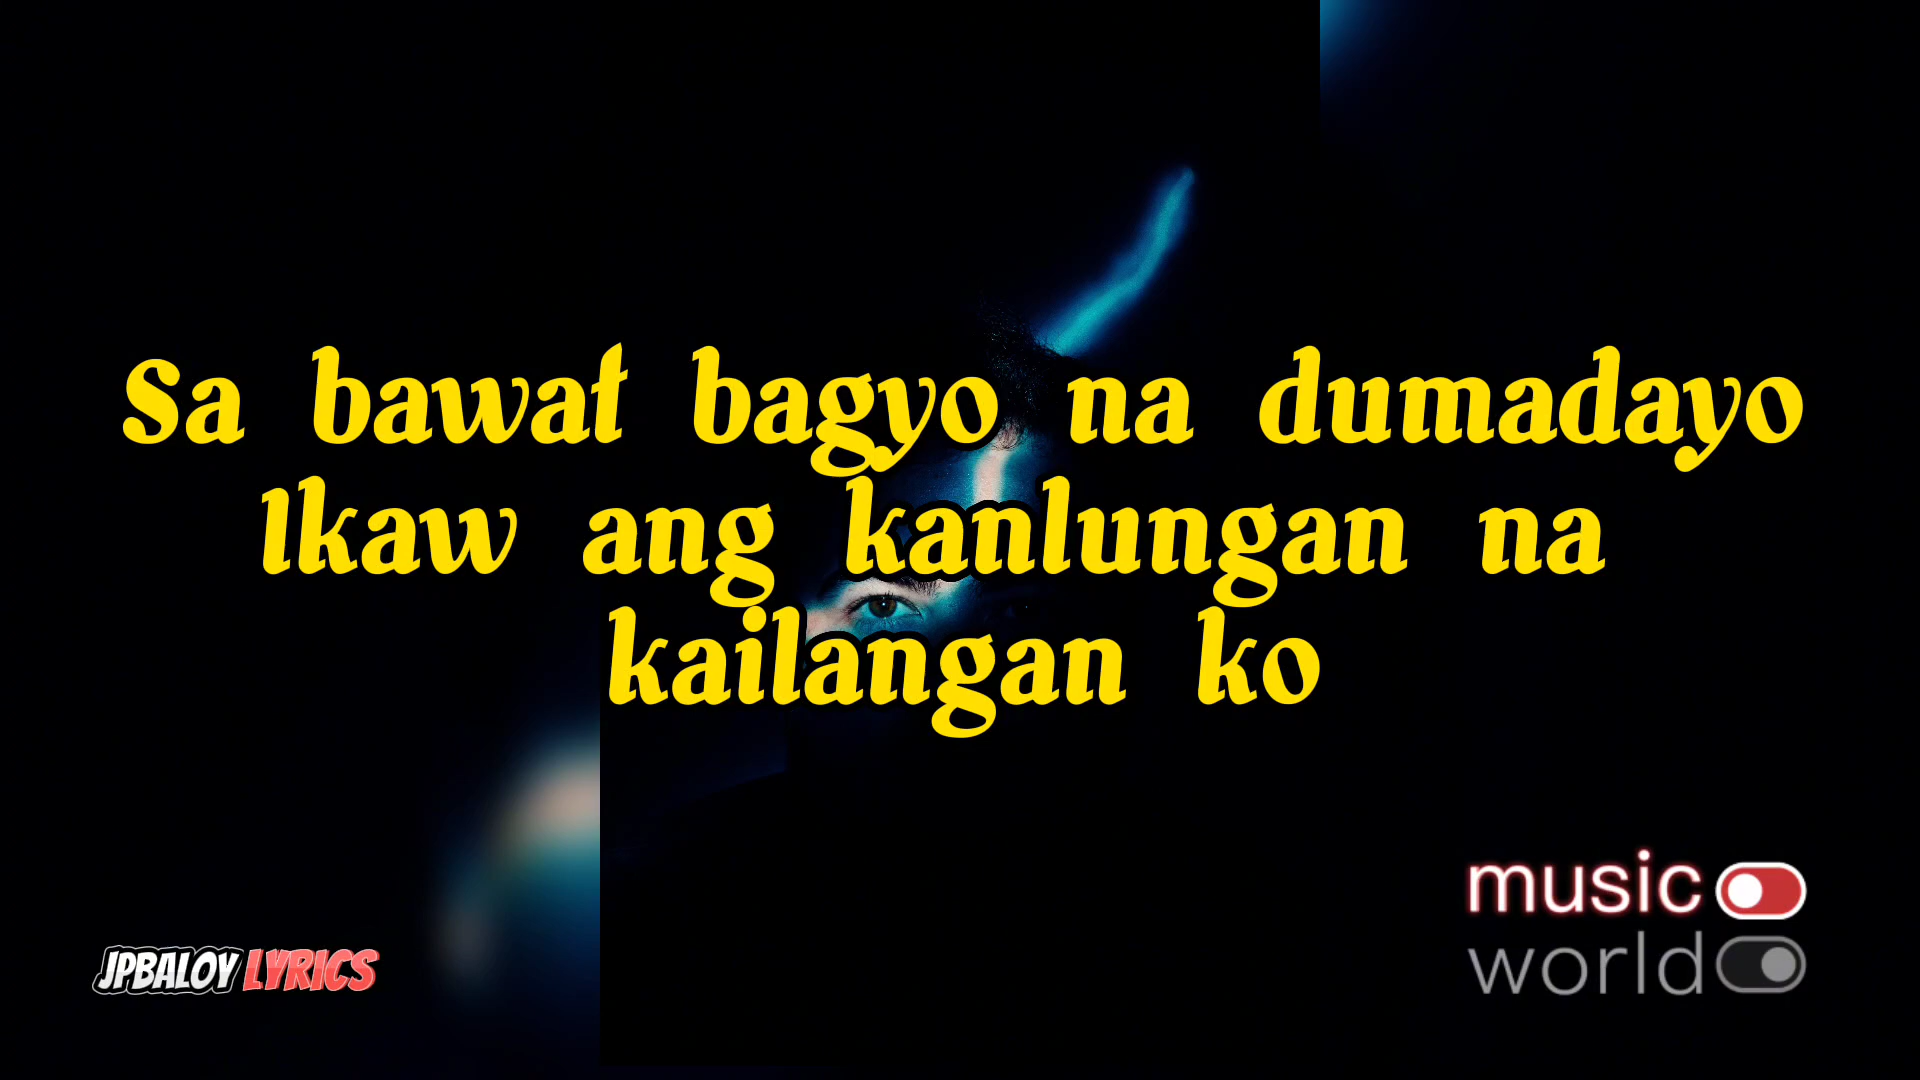 Sa bawat bagyo na dumadayo
Ikaw ang kanlungan na
kailangan ko
music
world
JPBALOY LYRICS